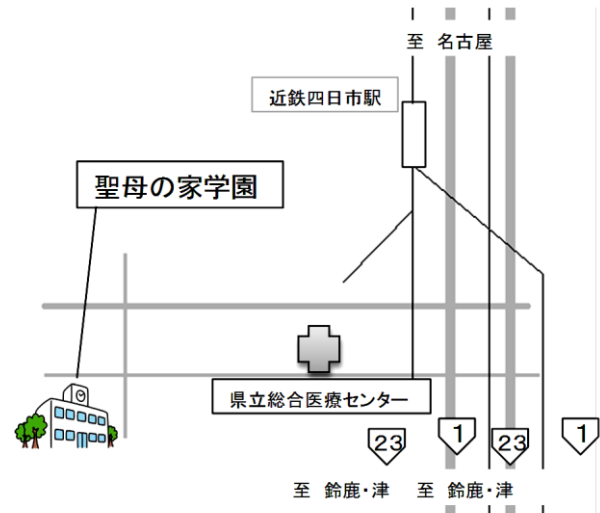 至 名古屋
近鉄四日市駅
聖母の家学園
県立総合医療センター
23
1
23
1
至 鈴鹿・津
至 鈴鹿・津